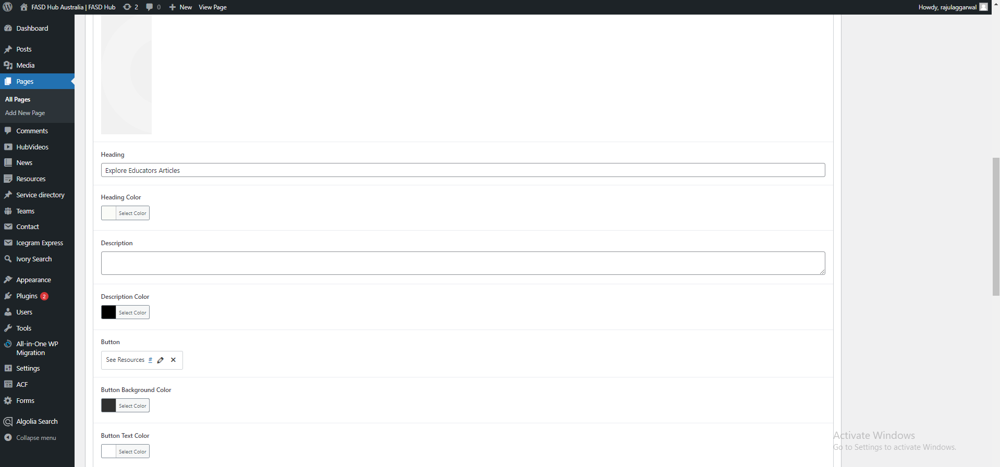 FASD Hub Australia | FASD Hub 2 0 New View Page Howdy, rajulaggarwal
Dashboard
Posts
Media
Pages
All Pages
Add New Page
Comments
HubVideos
News
Resources
Service directory
Teams
Contact
Icegram Express
Ivory Search
Appearance
Plugins 2
Users
Tools
All-in-One WP
Migration
Settings
ACF
Forms
Algolia Search
Collapse menu
Heading
Explore Educators Articles
Heading Color
Select Color
Description
Description Color
Select Color
Button
See Resources #
Button Background Color
Select Color
Button Text Color
Select Color
Activate Windows
Go to Settings to activate Windows.